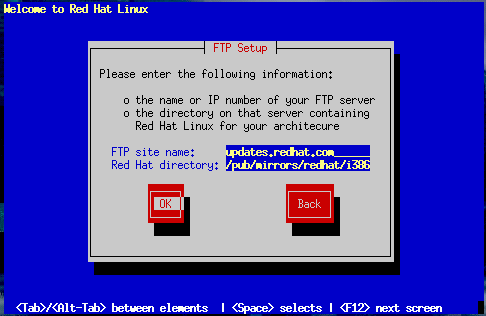 Welcome to Red Hat Linux
FTP Setup
Please enter the following information:
o the name or IP number of your FTP server
o the directory on that server containing
Red Hat Linux for your architecure
FTP site name: updates.redhat.com______
Red Hat directory: /pub/mirrors/redhat/i386
OK Back
<Tab>/<Alt-Tab> between elements | <Space> selects | <F12> next screen